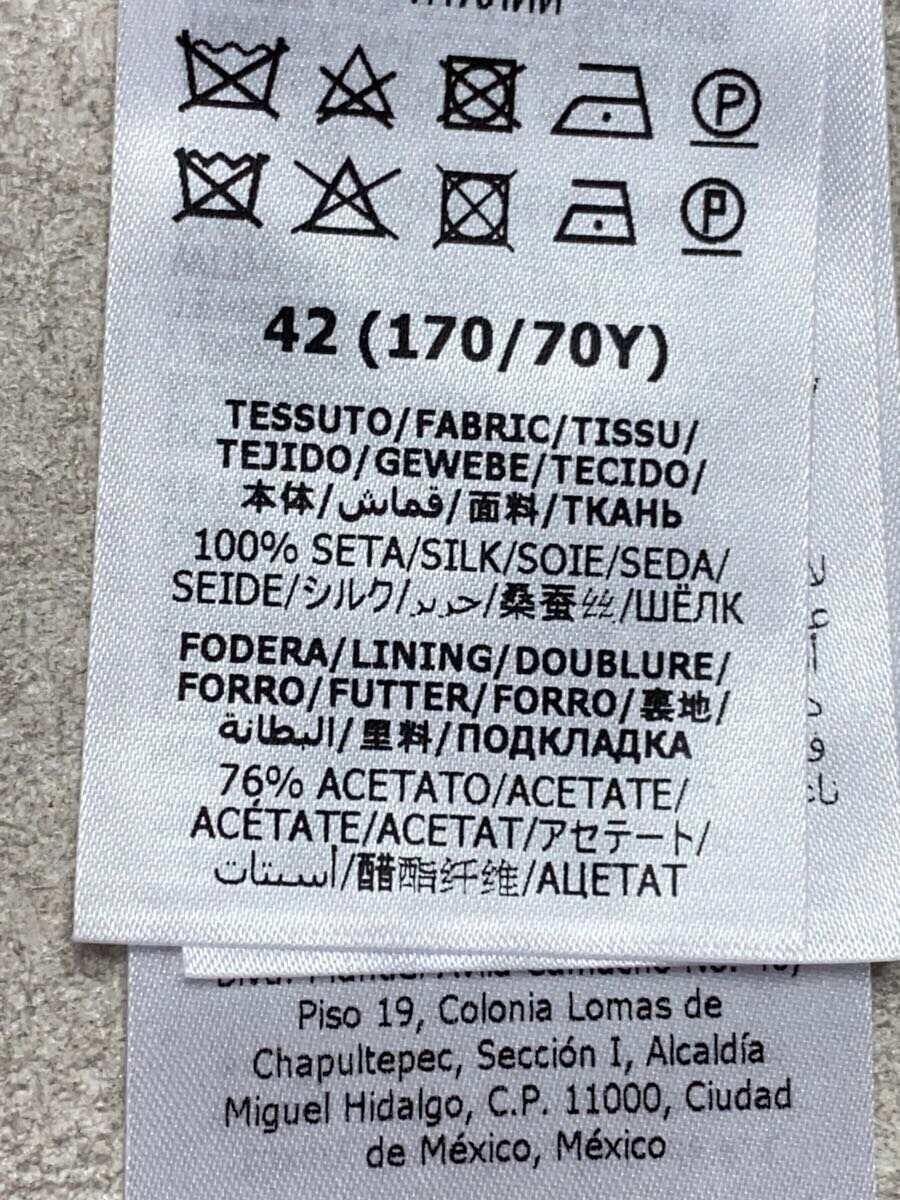 42 (170/70Y)
TESSUTO/FABRIC/TISSU/
TEJIDO/GEWEBE/TECIDO/
本体/قماش/面料/ТКАНЬ
100% SETA/SILK/SOIE/SEDA/
SEIDE/シルク/حرير/桑蚕丝/ШЁЛК
FODERA/LINING/DOUBLURE/
FORRO/FUTTER/FORRO/裏地/
البطانة/里料/ПОДКЛАДКА
76% ACETATO/ACETATE/
ACÉTATE/ACETAT/アセテート/
أستات/醋酯纤维/АЦЕТАТ
Piso 19, Colonia Lomas de
Chapultepec, Sección I, Alcaldía
Miguel Hidalgo, C.P. 11000, Ciudad
de México, México